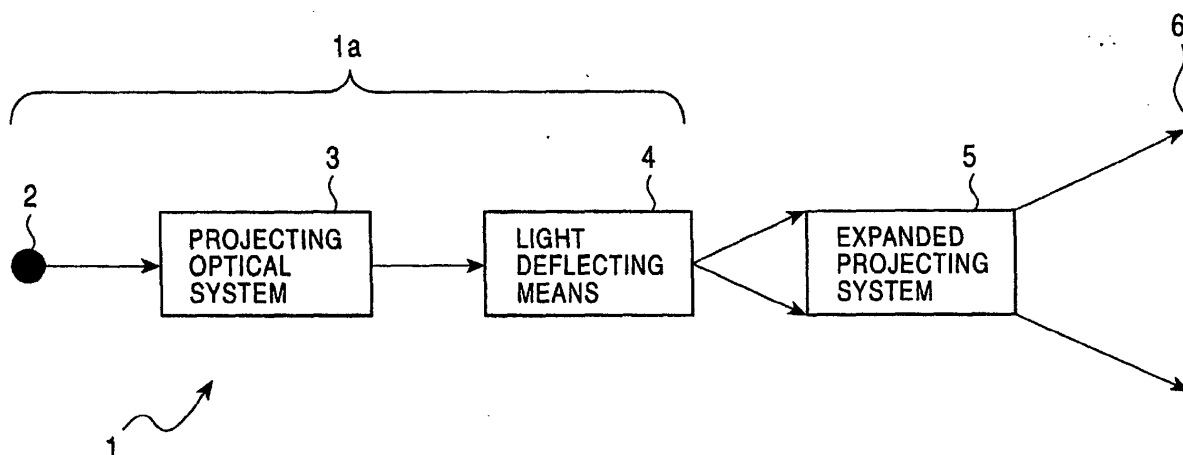 1a
6
2
3
4
5
PROJECTING
OPTICAL
SYSTEM
LIGHT
DEFLECTING
MEANS
EXPANDED
PROJECTING
SYSTEM
1